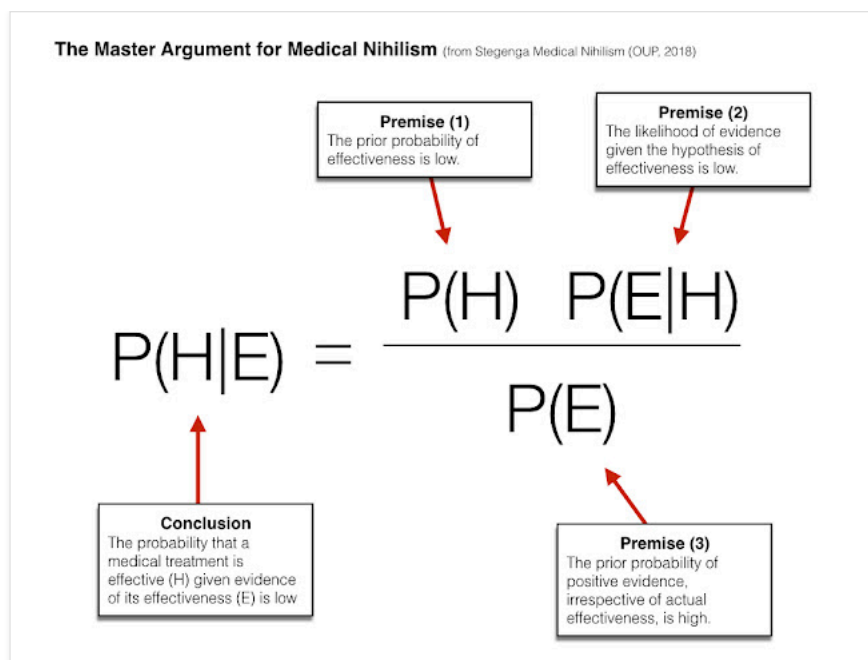 The Master Argument for Medical Nihilism (from Stegenga Medical Nihilism (OUP, 2018)
Premise (1)
The prior probability of
effectiveness is low.
Premise (2)
The likelihood of evidence
given the hypothesis of
effectiveness is low.
P(H|E) =
P(H) P(E|H)
P(E)
Conclusion
The probability that a
medical treatment is
effective (H) given evidence
of its effectiveness (E) is low
Premise (3)
The prior probability of
positive evidence,
irrespective of actual
effectiveness, is high.